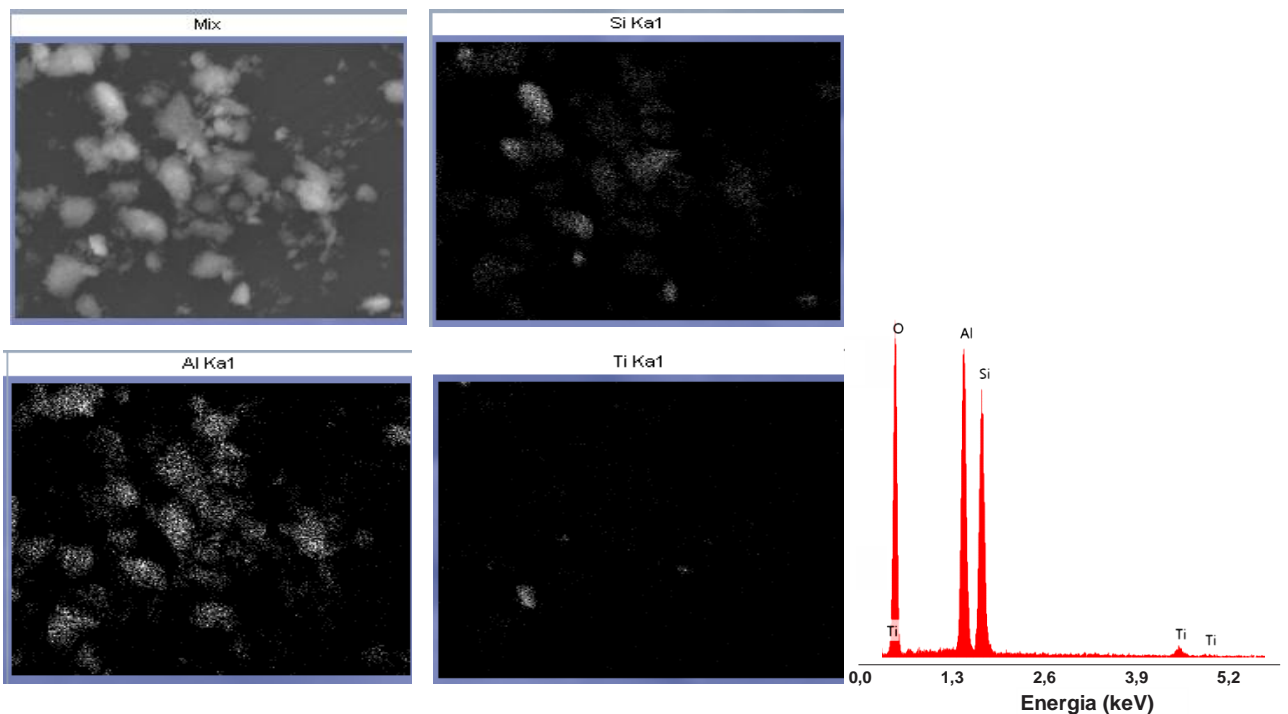 Mix
Si Ka1
Al Ka1
Ti Ka1
O
Al
Si
Ti
Ti
Ti
0,0 1,3 2,6 3,9 5,2
Energia (keV)